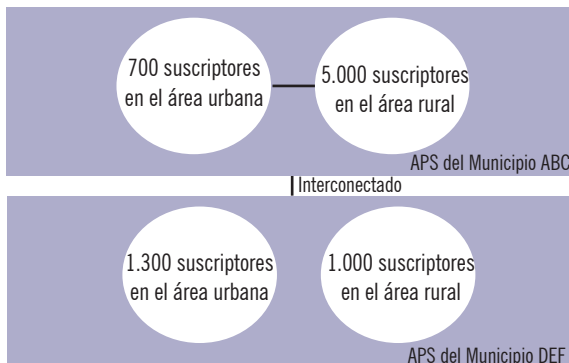 700 suscriptores
en el área urbana
5.000 suscriptores
en el área rural
APS del Municipio ABC
Interconectado
1.300 suscriptores
en el área urbana
1.000 suscriptores
en el área rural
APS del Municipio DEF